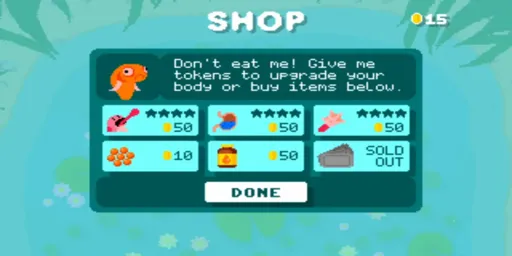 SHOP
15
Don't eat me! Give me
tokens to upgrade your
body or buy items below.
50
50
50
10
50
SOLD
OUT
DONE